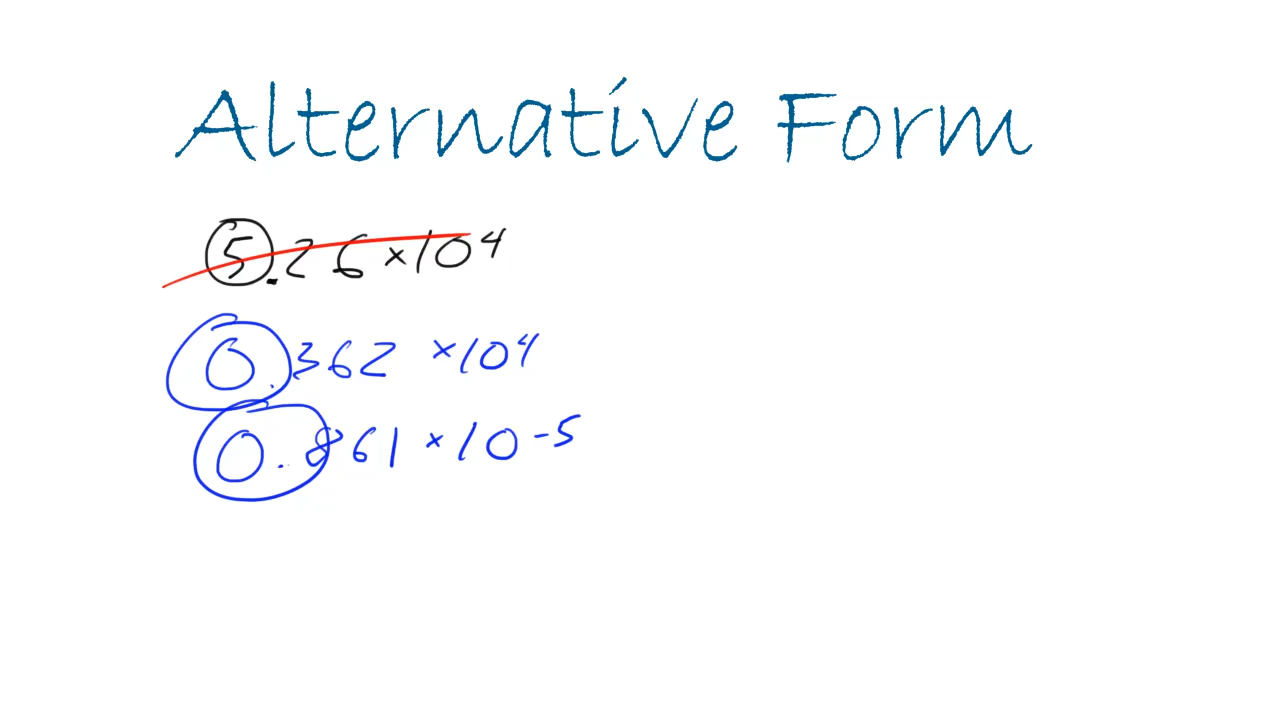 Alternative Form
5.26 ×10⁴
0.362 ×10⁴
0.861 × 10⁻⁵